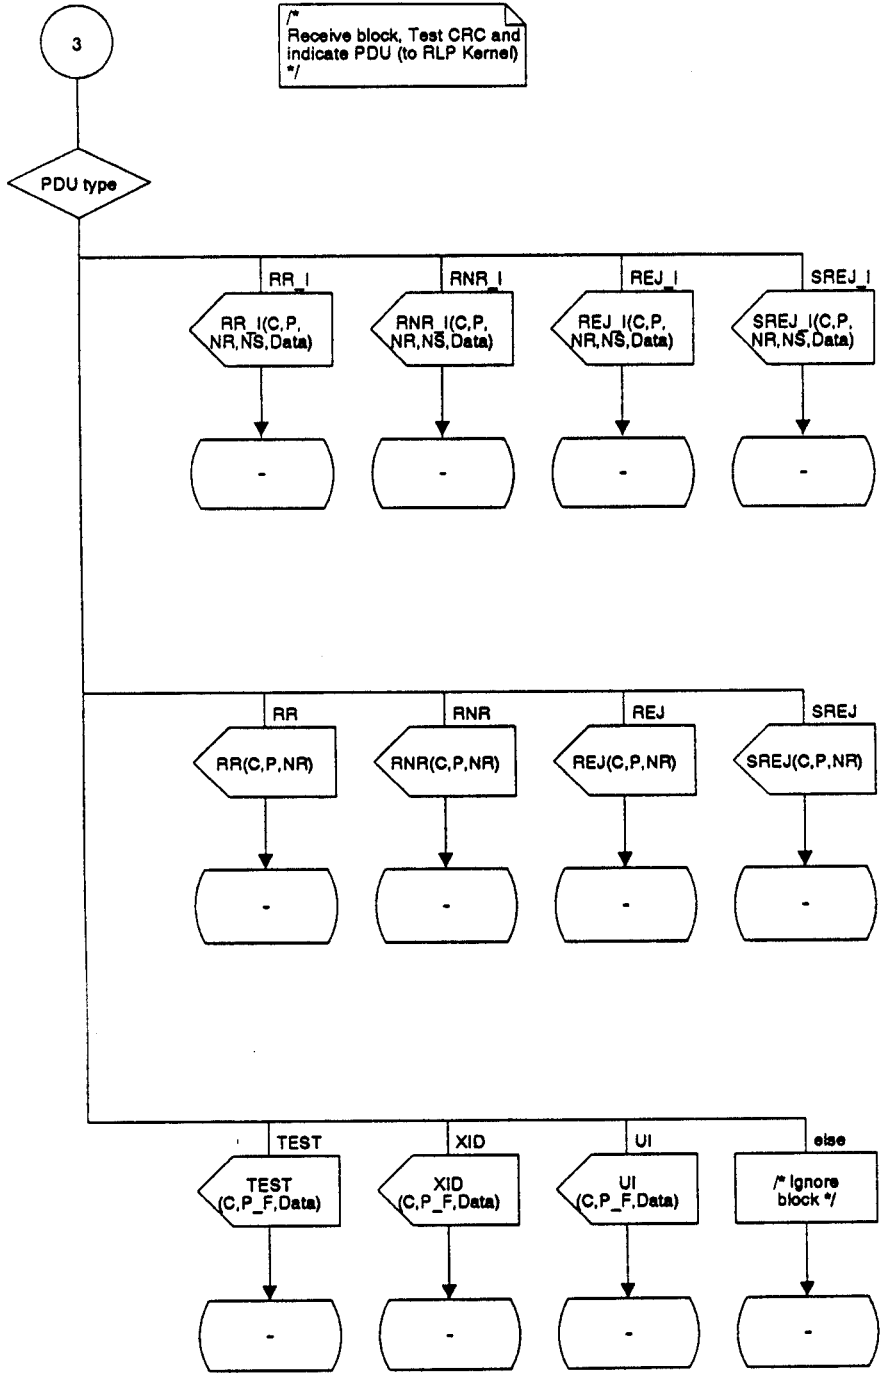 3
/*
Receive block, Test CRC and
indicate PDU (to RLP Kernel)
*/
PDU type
RR_I
RNR_I
REJ_I
SREJ_I
RR_I(C,P,
NR,NS,Data)
RNR_I(C,P,
NR,NS,Data)
REJ_I(C,P,
NR,NS,Data)
SREJ_I(C,P,
NR,NS,Data)
-
-
-
-
RR
RNR
REJ
SREJ
RR(C,P,NR)
RNR(C,P,NR)
REJ(C,P,NR)
SREJ(C,P,NR)
-
-
-
-
TEST
XID
UI
else
TEST
(C,P_F,Data)
XID
(C,P_F,Data)
UI
(C,P_F,Data)
/* Ignore
block */
-
-
-
-